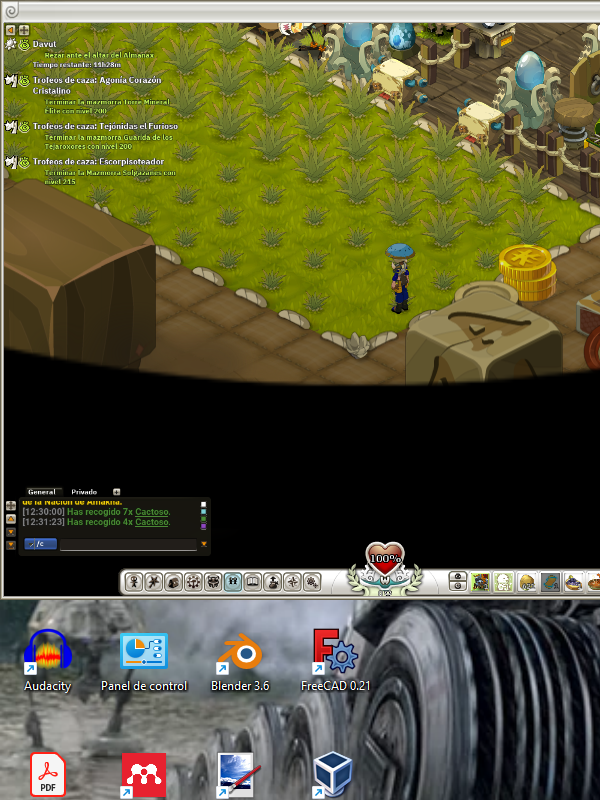 Davut
Rezar ante el altar del Almanax
Tiempo restante: 11h28m
Trofeos de caza: Agonía Corazón
Cristalino
Terminar la mazmorra Torre Mineral
Élite con nivel 200
Trofeos de caza: Tejónidas el Furioso
Terminar la mazmorra Guarida de los
Tejaroxores con nivel 200
Trofeos de caza: Escorpisoteador
Terminar la Mazmorra Solgazanes con
nivel 215
General Privado
de la Nación de Amakna.
[12:30:00] Has recogido 7x Cactoso.
[12:31:23] Has recogido 4x Cactoso.
/c
100%
Audacity Panel de control Blender 3.6 FreeCAD 0.21
PDF